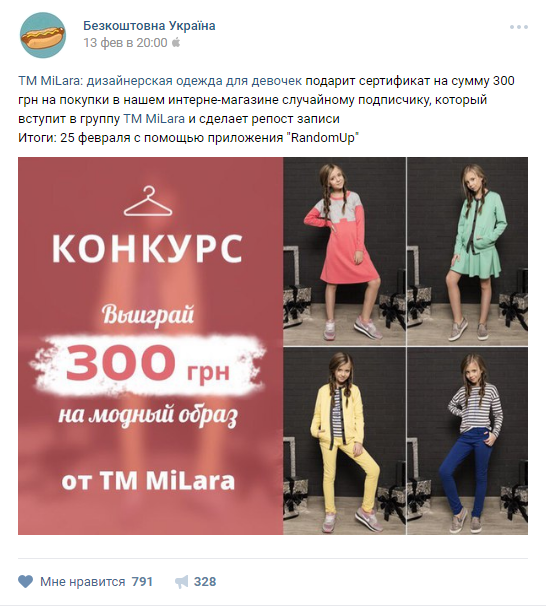 Безкоштовна Україна
13 фев в 20:00
ТМ MiLara: дизайнерская одежда для девочек подарит сертификат на сумму 300
грн на покупки в нашем интерне-магазине случайному подписчику, который
вступит в группу ТМ MiLara и сделает репост записи
Итоги: 25 февраля с помощью приложения "RandomUp"
КОНКУРС
Выиграй
300 грн
на модный образ
от ТМ MiLara
Мне нравится 791 328